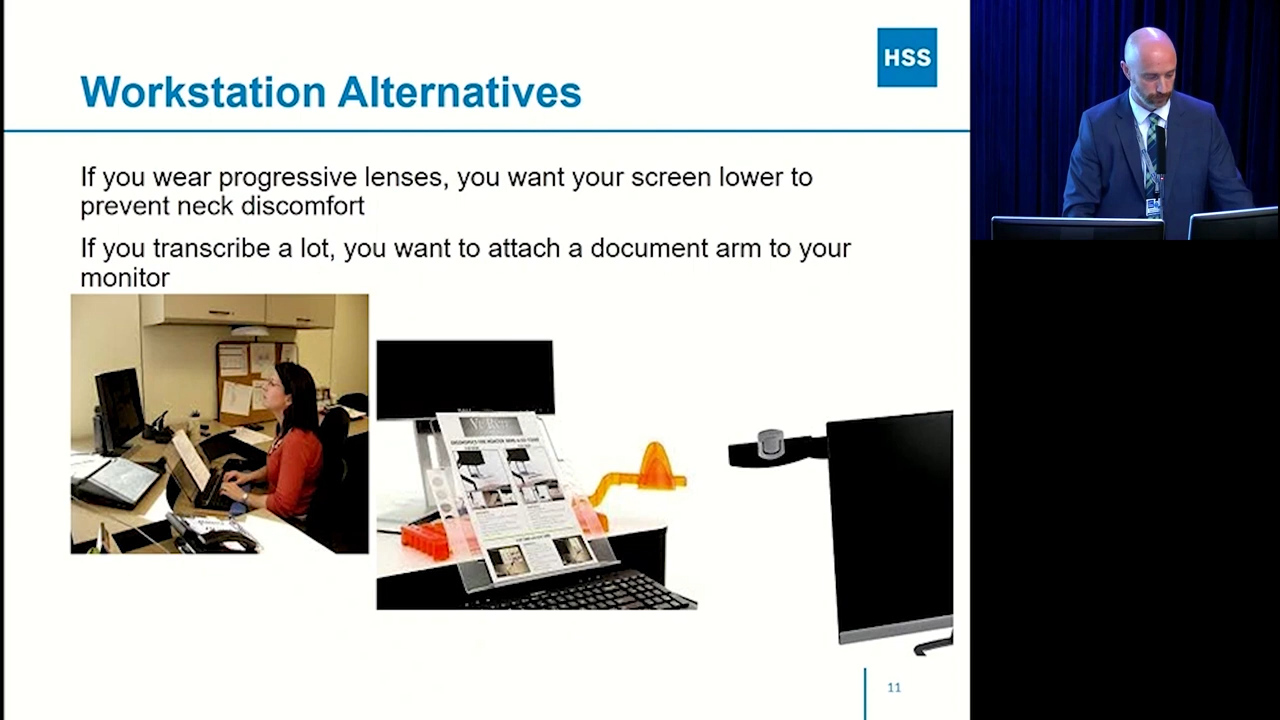 HSS
Workstation Alternatives
If you wear progressive lenses, you want your screen lower to
prevent neck discomfort
If you transcribe a lot, you want to attach a document arm to your
monitor
11